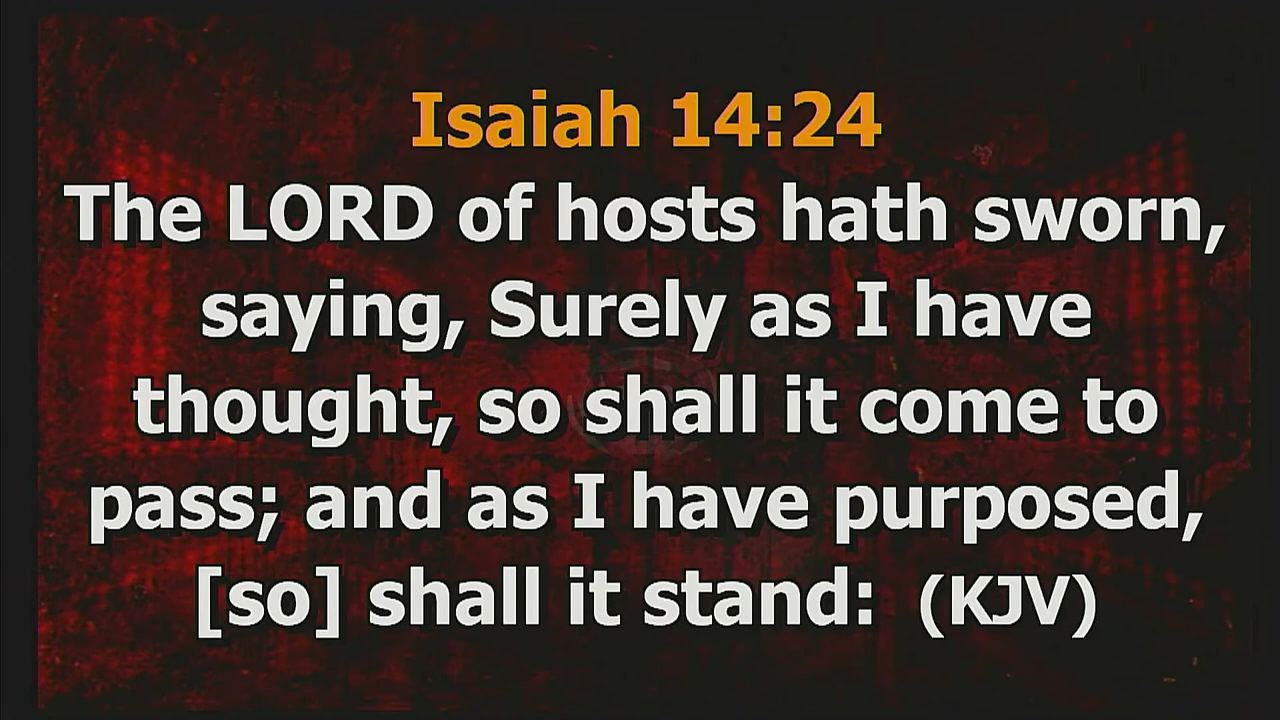 Isaiah 14:24
The LORD of hosts hath sworn,
saying, Surely as I have
thought, so shall it come to
pass; and as I have purposed,
[so] shall it stand: (KJV)